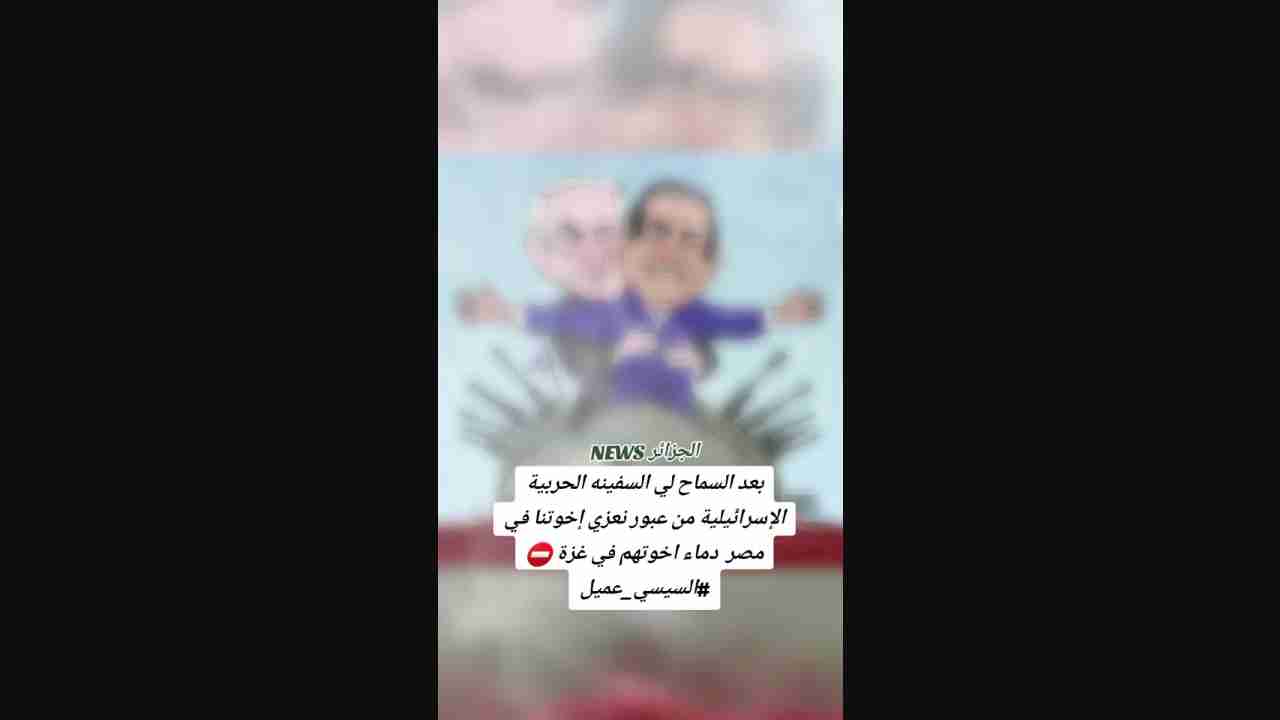 الجزائر NEWS
بعد السماح لي السفينه الحربية
الإسرائيلية من عبور نعزي إخوتنا في
مصر دماء اخوتهم في غزة ⛔
#السيسي_عميل